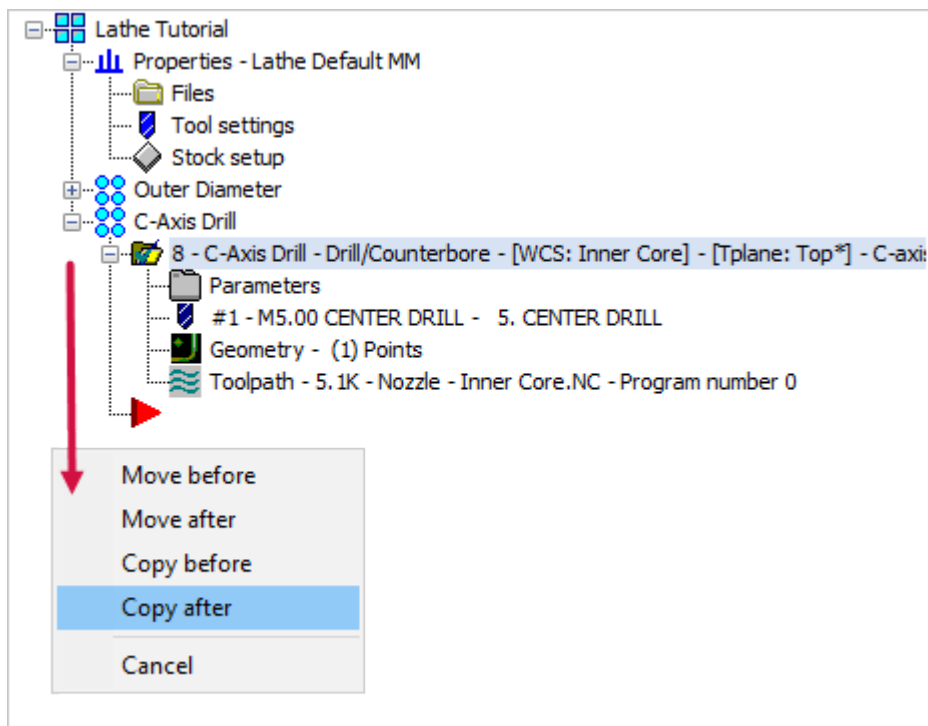 Lathe Tutorial
Properties - Lathe Default MM
Files
Tool settings
Stock setup
Outer Diameter
C-Axis Drill
8 - C-Axis Drill - Drill/Counterbore - [WCS: Inner Core] - [Tplane: Top*] - C-axi
Parameters
#1 - M5.00 CENTER DRILL - 5. CENTER DRILL
Geometry - (1) Points
Toolpath - 5.1K - Nozzle - Inner Core.NC - Program number 0
Move before
Move after
Copy before
Copy after
Cancel